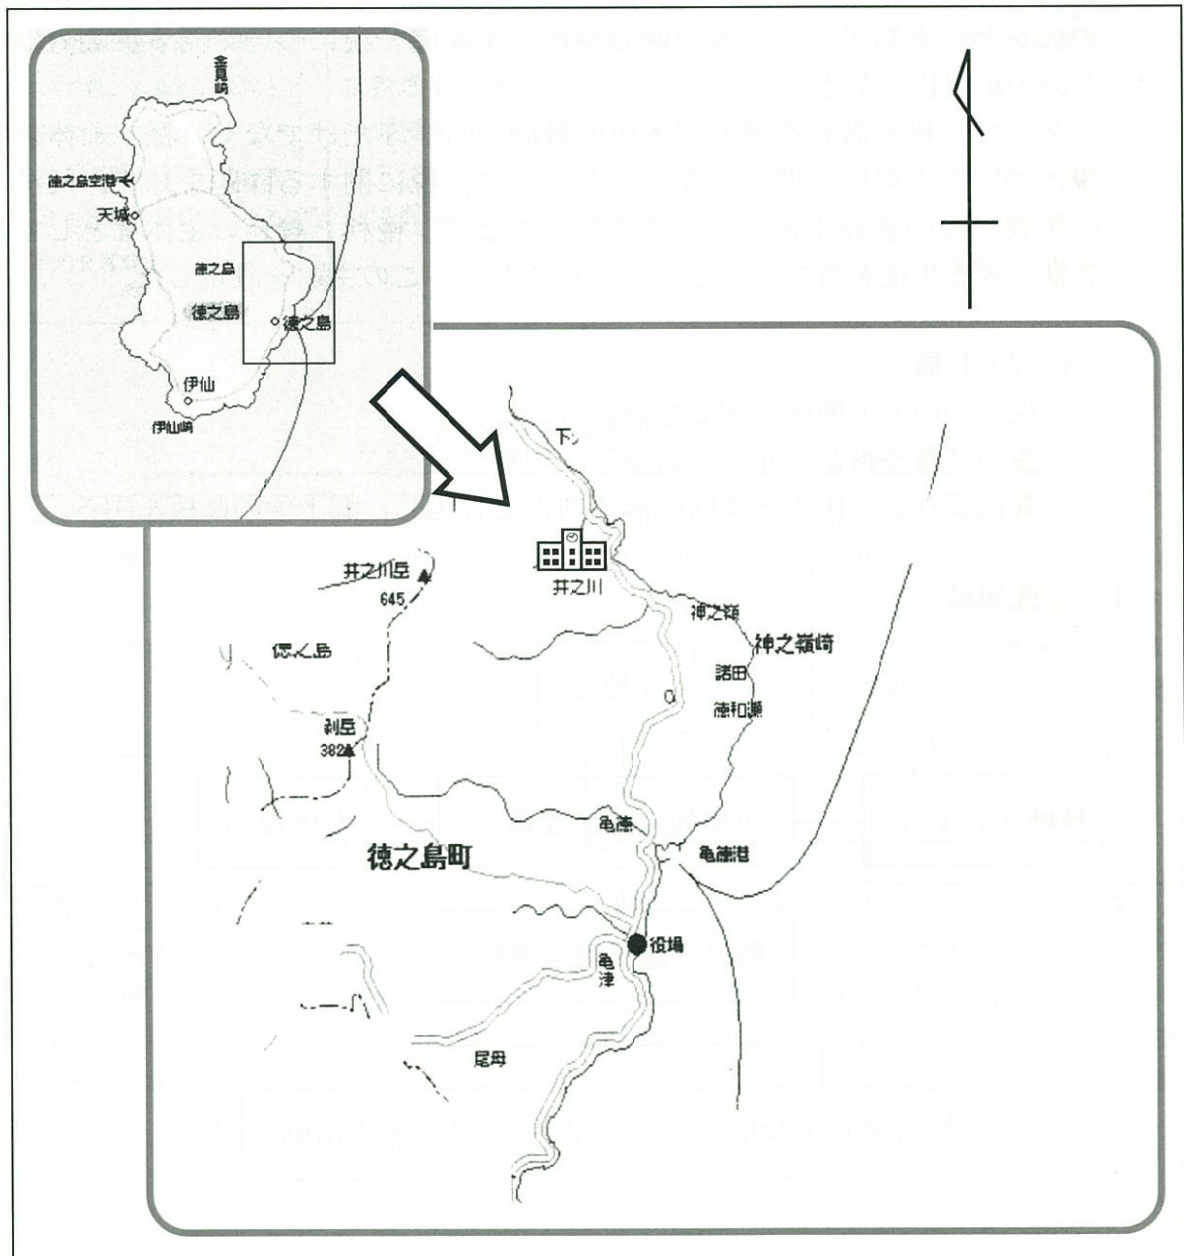 金見崎
徳之島空港
天城
徳之島
徳之島
徳之島
伊仙
伊仙崎
井之川岳
645
井之川
神之嶺
神之嶺崎
諸田
徳和瀬
徳之島
剥岳
382
亀徳
亀徳港
徳之島町
役場
亀津
尾母